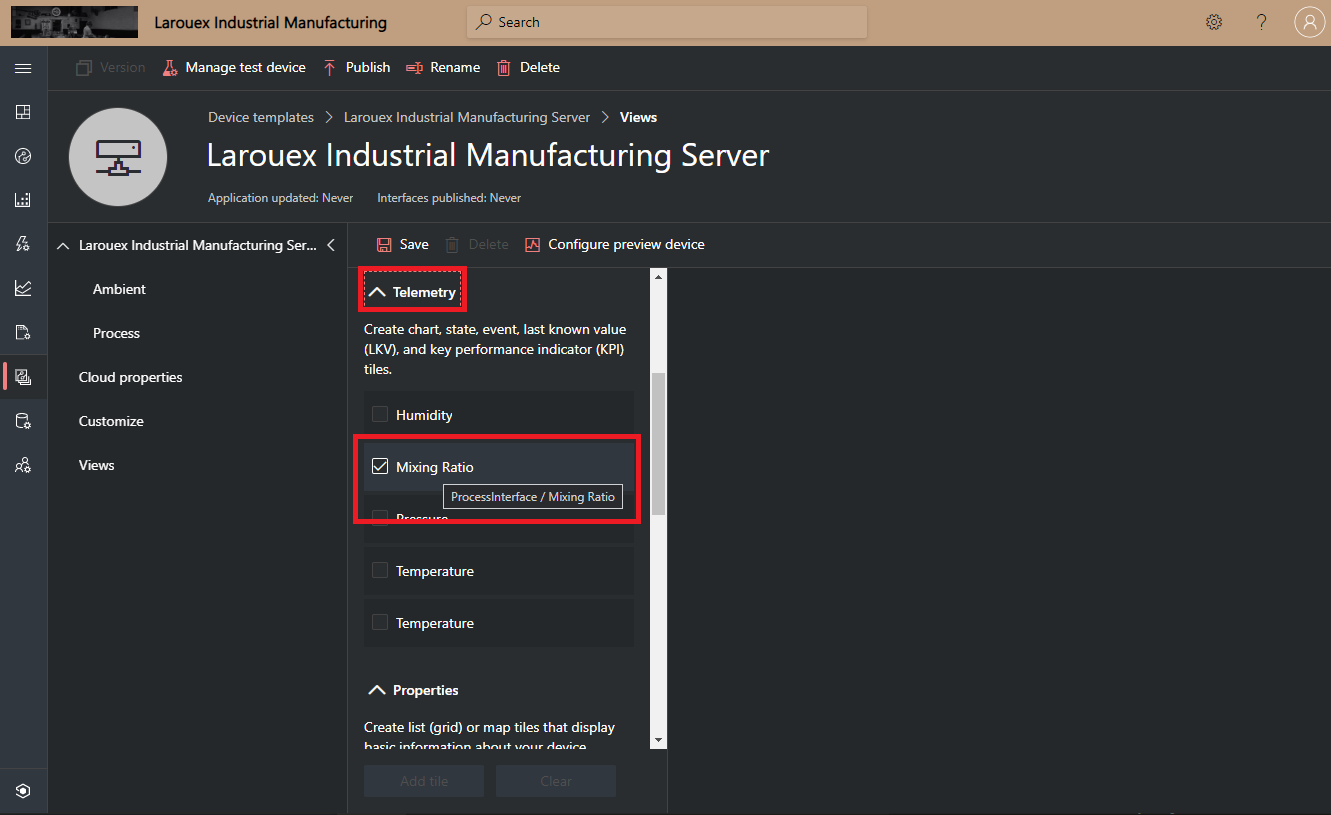 Larouex Industrial Manufacturing
Search
Version
Manage test device
Publish
Rename
Delete
Device templates > Larouex Industrial Manufacturing Server > Views
Larouex Industrial Manufacturing Server
Application updated: Never
Interfaces published: Never
Larouex Industrial Manufacturing Ser...
Ambient
Process
Cloud properties
Customize
Views
Save
Delete
Configure preview device
Telemetry
Create chart, state, event, last known value
(LKV), and key performance indicator (KPI)
tiles.
Humidity
Mixing Ratio
ProcessInterface / Mixing Ratio
Pressure
Temperature
Temperature
Properties
Create list (grid) or map tiles that display
basic information about your device
Add tile
Clear